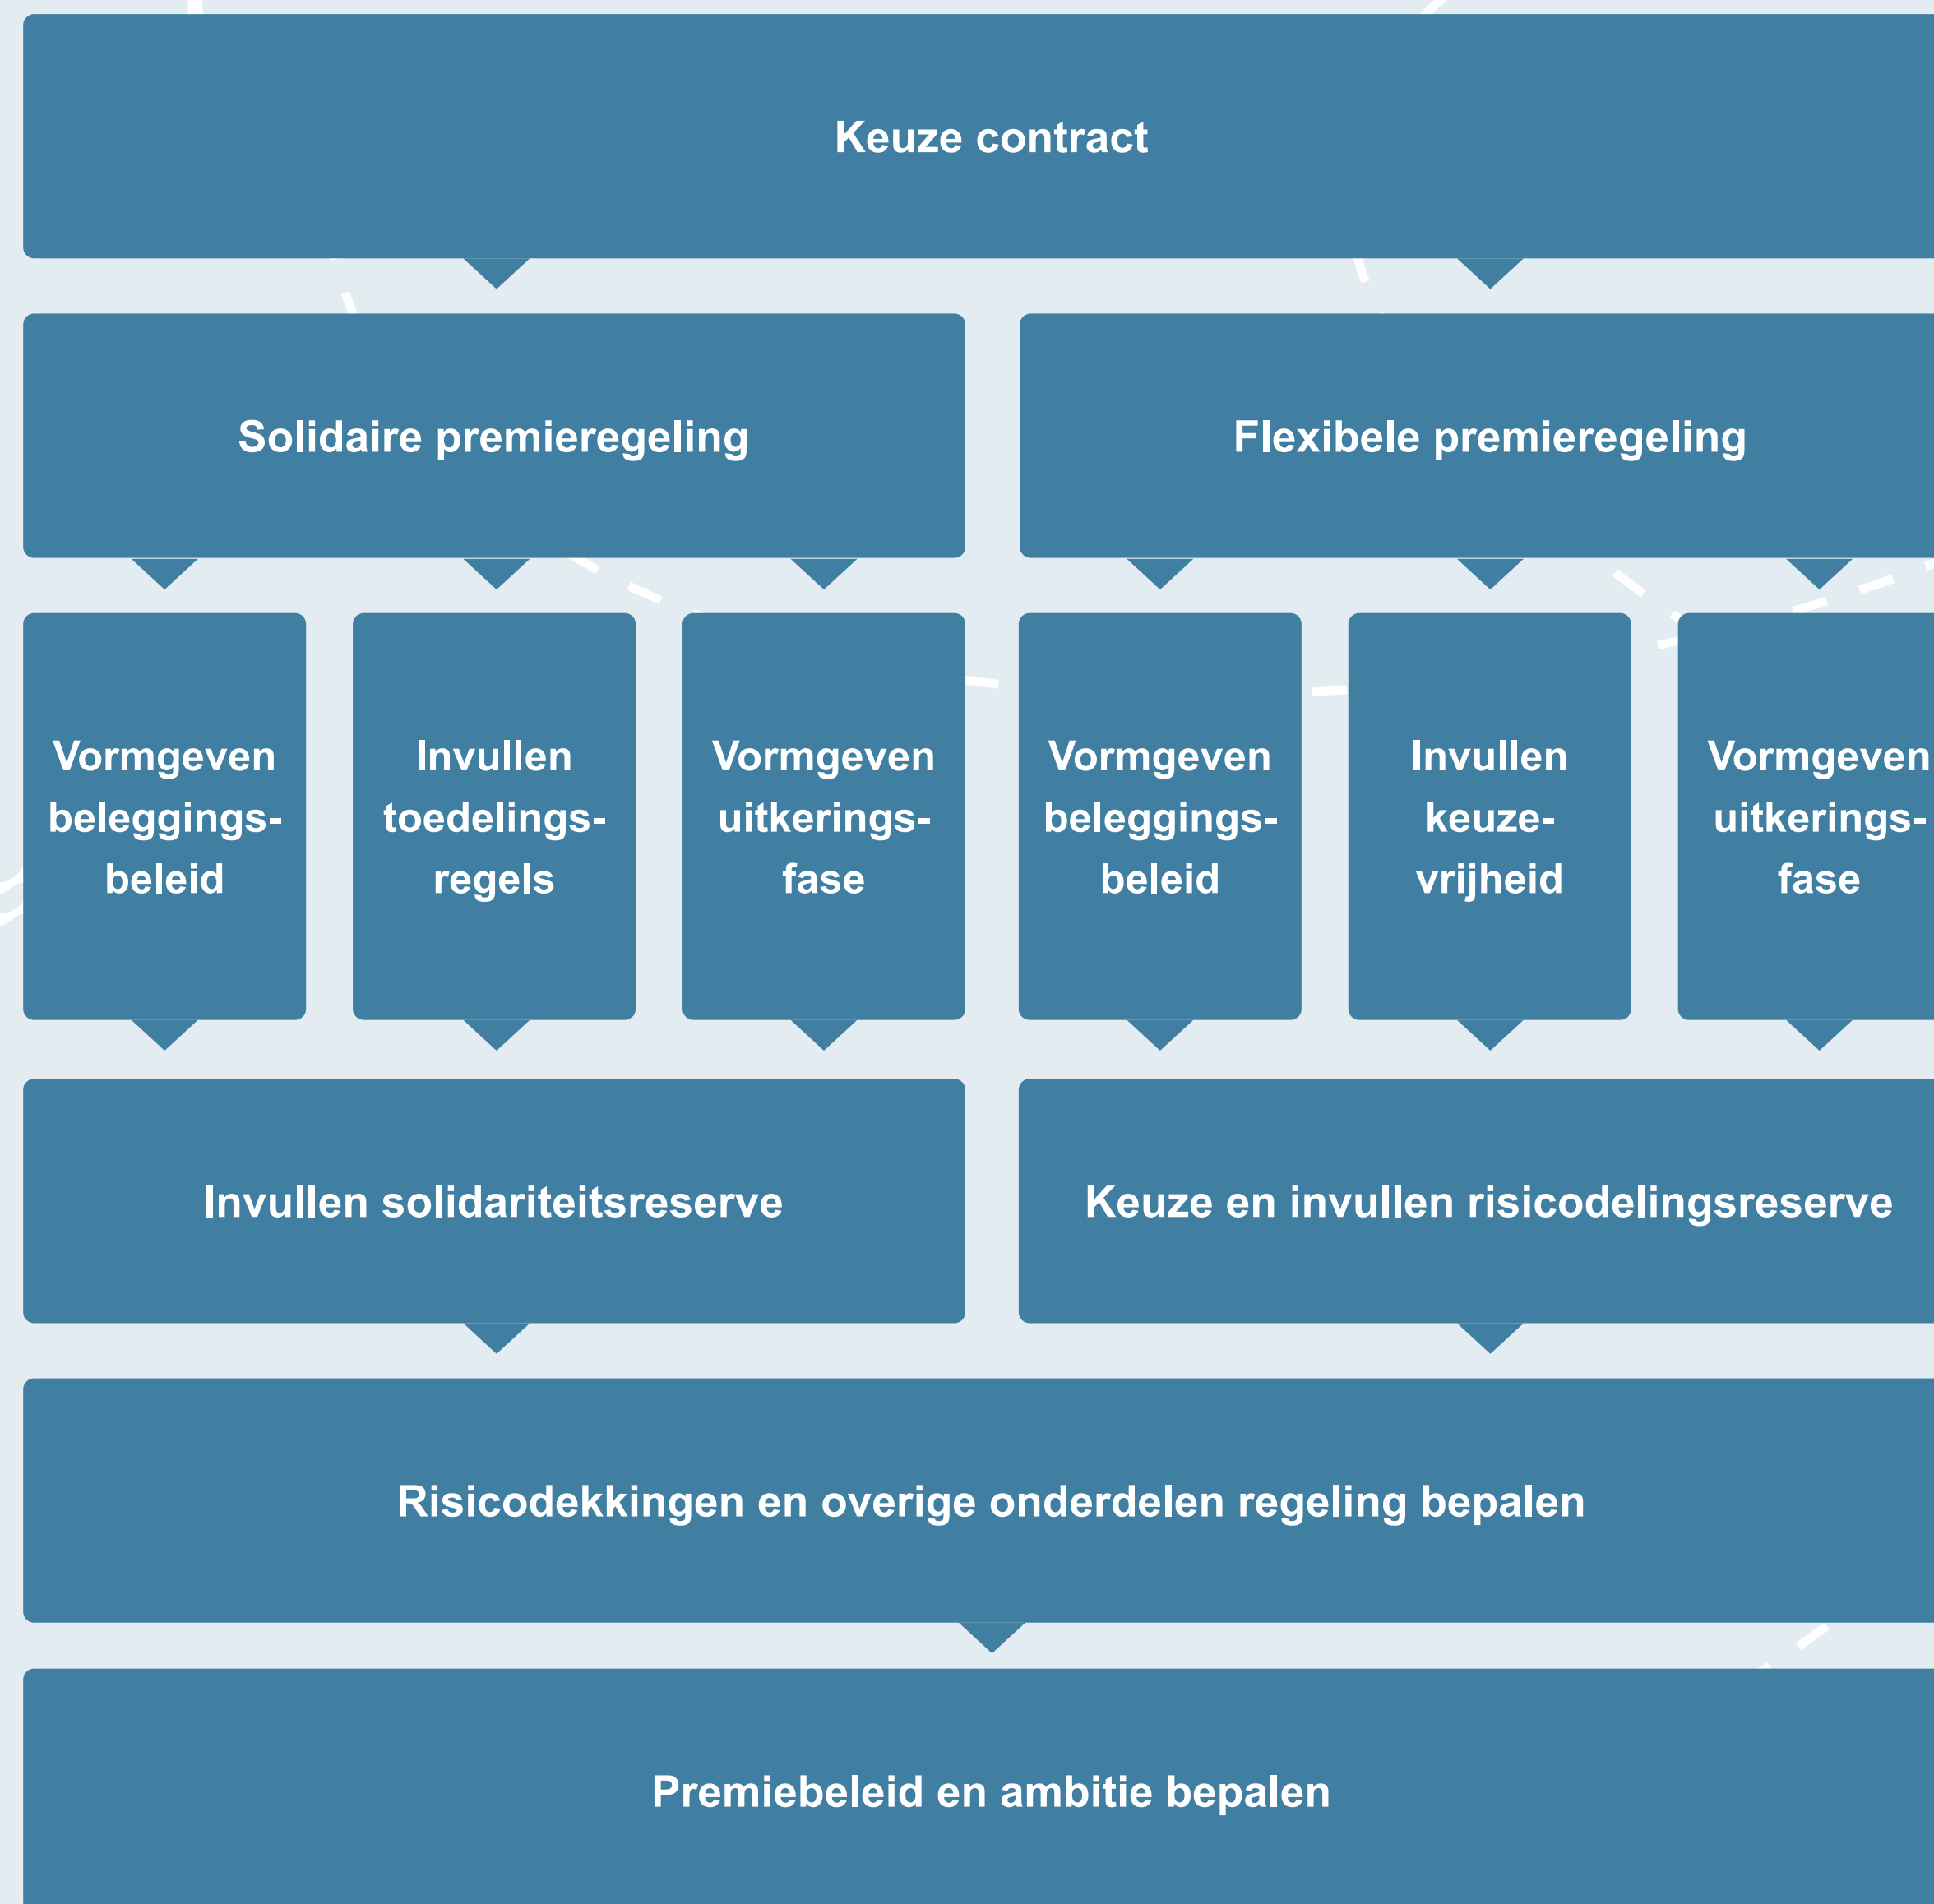 Keuze contract
Solidaire premieregeling
Flexibele premieregeling
Vormgeven
beleggings-
beleid
Invullen
toedelings-
regels
Vormgeven
uitkerings-
fase
Vormgeven
beleggings-
beleid
Invullen
keuze-
vrijheid
Vormgeven
uitkerings-
fase
Invullen solidariteitsreserve
Keuze en invullen risicodelingsreserve
Risicodekkingen en overige onderdelen regeling bepalen
Premiebeleid en ambitie bepalen